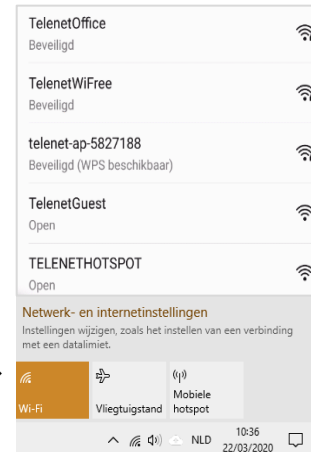 TelenetOffice
Beveiligd
TelenetWiFree
Beveiligd
telenet-ap-5827188
Beveiligd (WPS beschikbaar)
TelenetGuest
Open
TELENETHOTSPOT
Open
Netwerk- en internetinstellingen
Instellingen wijzigen, zoals het instellen van een verbinding
met een datalimiet.
Wi-Fi
Vliegtuigstand
Mobiele
hotspot
NLD
10:36
22/03/2020